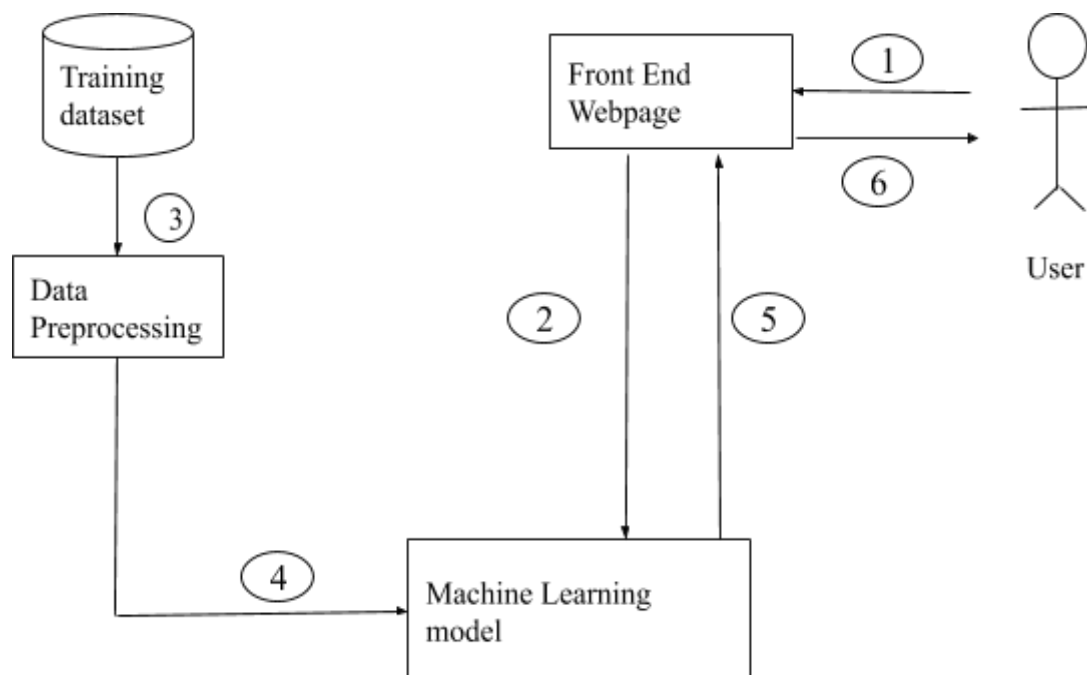 Training
dataset
Front End
Webpage
1
6
User
3
Data
Preprocessing
2
5
4
Machine Learning
model